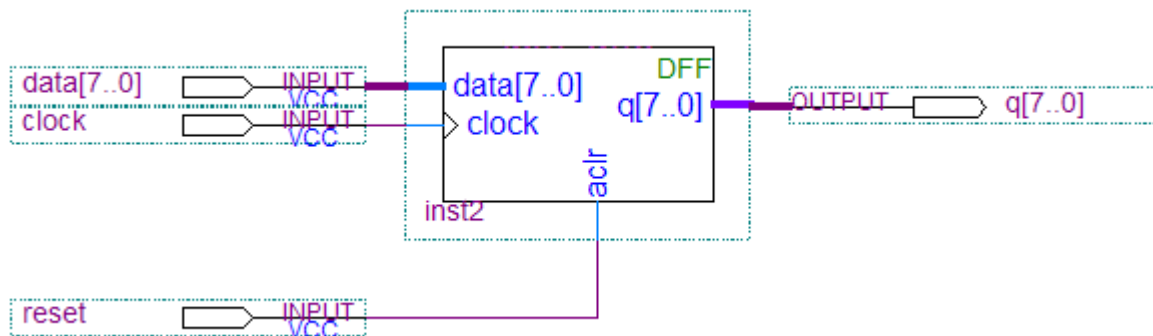 data[7..0] INPUT VCC
clock INPUT VCC
DFF
data[7..0]
q[7..0]
clock
aclr
inst2
OUTPUT q[7..0]
reset INPUT VCC